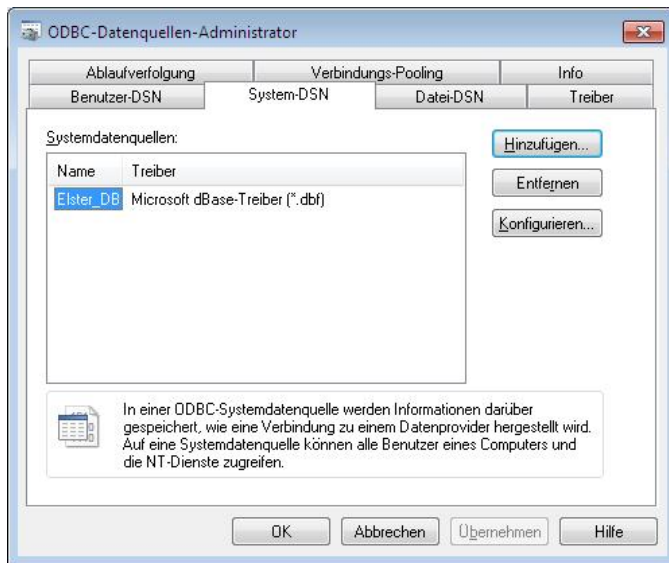 ODBC-Datenquellen-Administrator
Ablaufverfolgung Verbindungs-Pooling Info
Benutzer-DSN System-DSN Datei-DSN Treiber
Systemdatenquellen:
Name Treiber
Elster_DB Microsoft dBase-Treiber (*.dbf)
Hinzufügen...
Entfernen
Konfigurieren...
In einer ODBC-Systemdatenquelle werden Informationen darüber
gespeichert, wie eine Verbindung zu einem Datenprovider hergestellt wird.
Auf eine Systemdatenquelle können alle Benutzer eines Computers und
die NT-Dienste zugreifen.
OK Abbrechen Übernehmen Hilfe